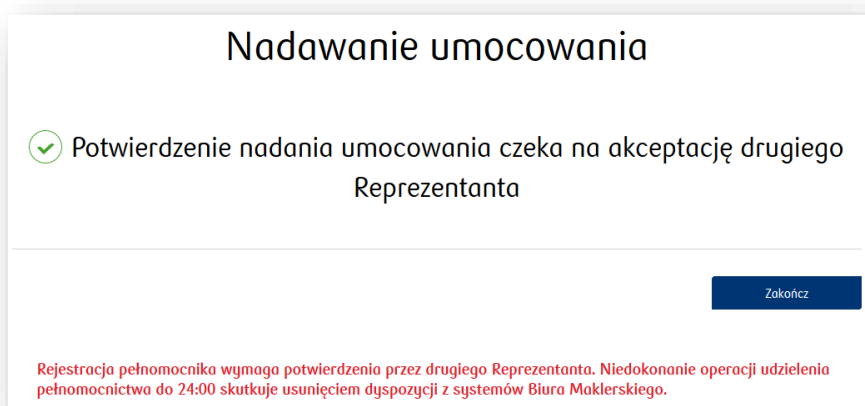 Nadawanie umocowania
Potwierdzenie nadania umocowania czeka na akceptację drugiego
Reprezentanta
Zakończ
Rejestracja pełnomocnika wymaga potwierdzenia przez drugiego Reprezentanta. Niedokonanie operacji udzielenia
pełnomocnictwa do 24:00 skutkuje usunięciem dyspozycji z systemów Biura Maklerskiego.